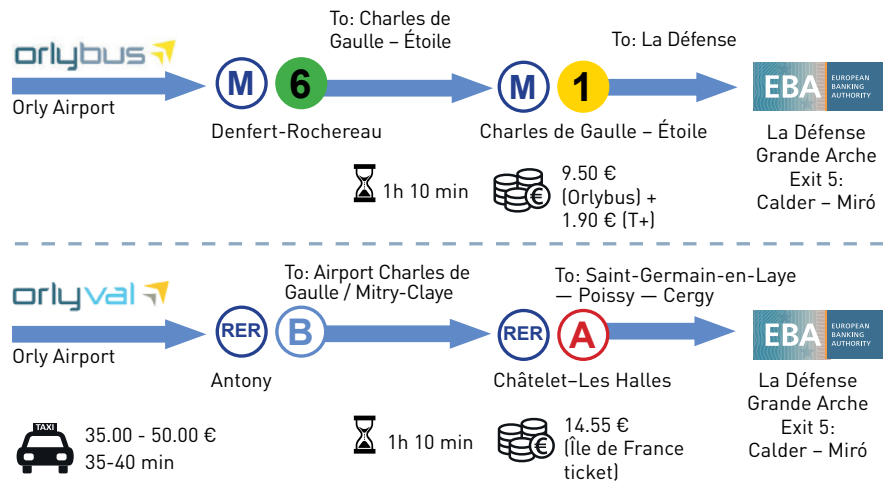 orlybus
Orly Airport
M 6
Denfert-Rochereau
To: Charles de
Gaulle – Étoile
M 1
Charles de Gaulle – Étoile
To: La Défense
EBA EUROPEAN
BANKING
AUTHORITY
La Défense
Grande Arche
Exit 5:
Calder – Miró
1h 10 min
€
9.50 €
(Orlybus) +
1.90 € (T+)
orlyval
Orly Airport
RER B
Antony
To: Airport Charles de
Gaulle / Mitry-Claye
RER A
Châtelet–Les Halles
To: Saint-Germain-en-Laye
— Poissy — Cergy
EBA EUROPEAN
BANKING
AUTHORITY
La Défense
Grande Arche
Exit 5:
Calder – Miró
TAXI
35.00 - 50.00 €
35-40 min
1h 10 min
€
14.55 €
(Île de France
ticket)